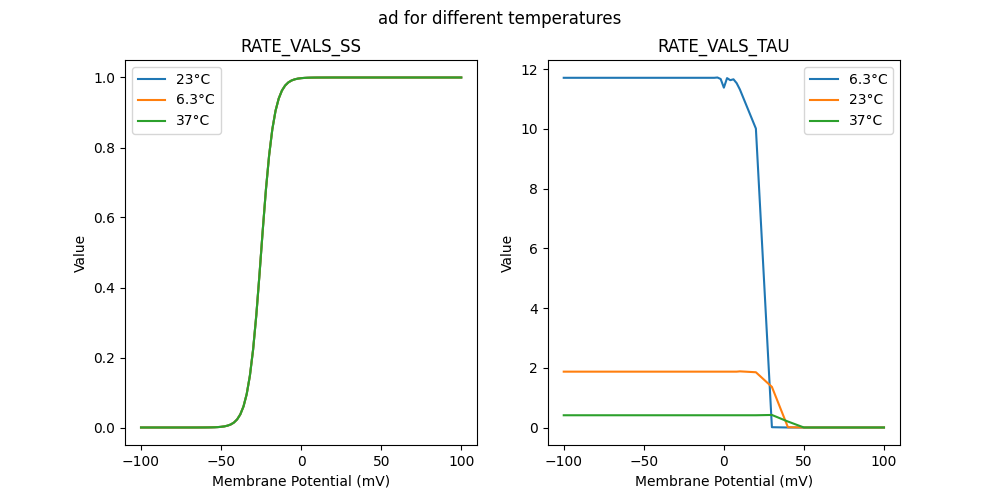 ad for different temperatures
RATE_VALS_SS
1.0
0.8
0.6
0.4
0.2
0.0
Value
23°C
6.3°C
37°C
−100
−50
0
50
100
Membrane Potential (mV)
RATE_VALS_TAU
12
10
8
6
4
2
0
Value
6.3°C
23°C
37°C
−100
−50
0
50
100
Membrane Potential (mV)